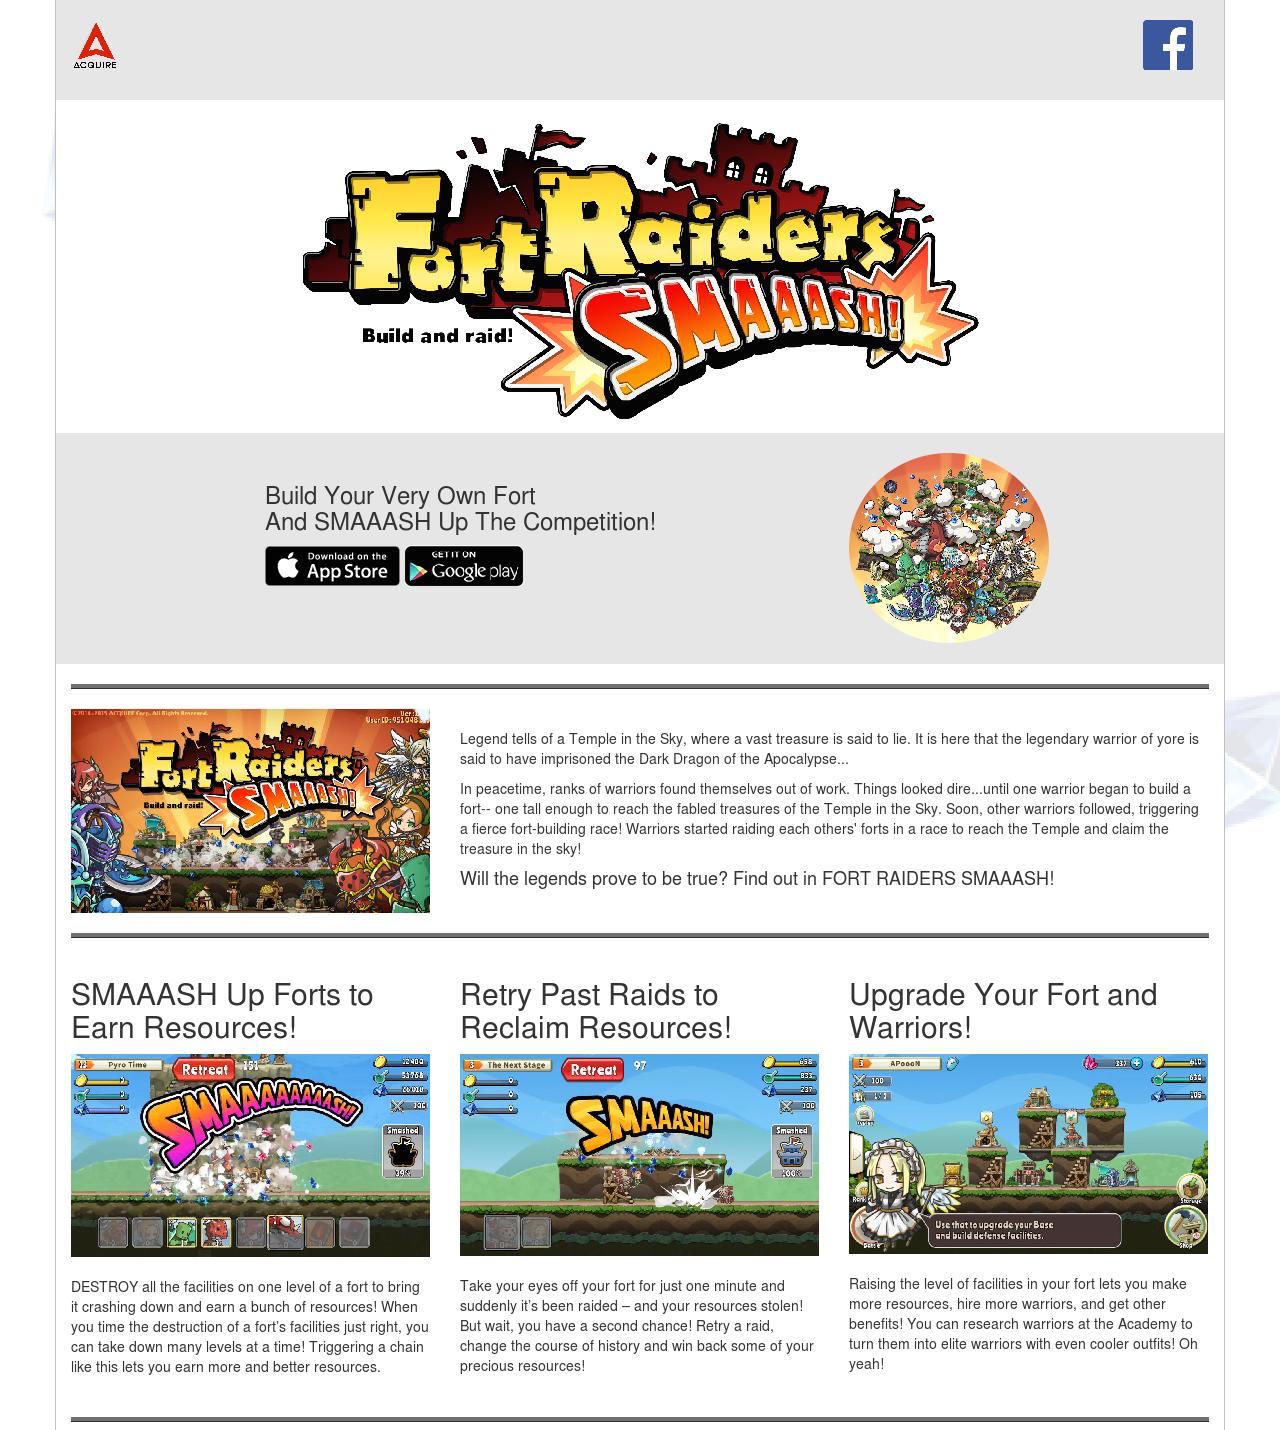 ACQUIRE
Fort Raiders
SMAAASH!
Build and raid!
Build Your Very Own Fort
And SMAAASH Up The Competition!
Download on the
App Store
GET IT ON
Google play
Fort Raiders
SMAAASH!
Build and raid!
Legend tells of a Temple in the Sky, where a vast treasure is said to lie. It is here that the legendary warrior of yore is
said to have imprisoned the Dark Dragon of the Apocalypse...
In peacetime, ranks of warriors found themselves out of work. Things looked dire...until one warrior began to build a
fort-- one tall enough to reach the fabled treasures of the Temple in the Sky. Soon, other warriors followed, triggering
a fierce fort-building race! Warriors started raiding each others' forts in a race to reach the Temple and claim the
treasure in the sky!
Will the legends prove to be true? Find out in FORT RAIDERS SMAAASH!
SMAAASH Up Forts to
Earn Resources!
Pyro Time
Retreat 151
SMAAAAAAAAASH!
Smashed
DESTROY all the facilities on one level of a fort to bring
it crashing down and earn a bunch of resources! When
you time the destruction of a fort's facilities just right, you
can take down many levels at a time! Triggering a chain
like this lets you earn more and better resources.
Retry Past Raids to
Reclaim Resources!
The Next Stage
Retreat 97
SMAAASH!
Smashed
100%
Take your eyes off your fort for just one minute and
suddenly it’s been raided – and your resources stolen!
But wait, you have a second chance! Retry a raid,
change the course of history and win back some of your
precious resources!
Upgrade Your Fort and
Warriors!
APoooN
Storage
Shop
Battle
Use that to upgrade your Base
and build defense facilities.
Raising the level of facilities in your fort lets you make
more resources, hire more warriors, and get other
benefits! You can research warriors at the Academy to
turn them into elite warriors with even cooler outfits! Oh
yeah!